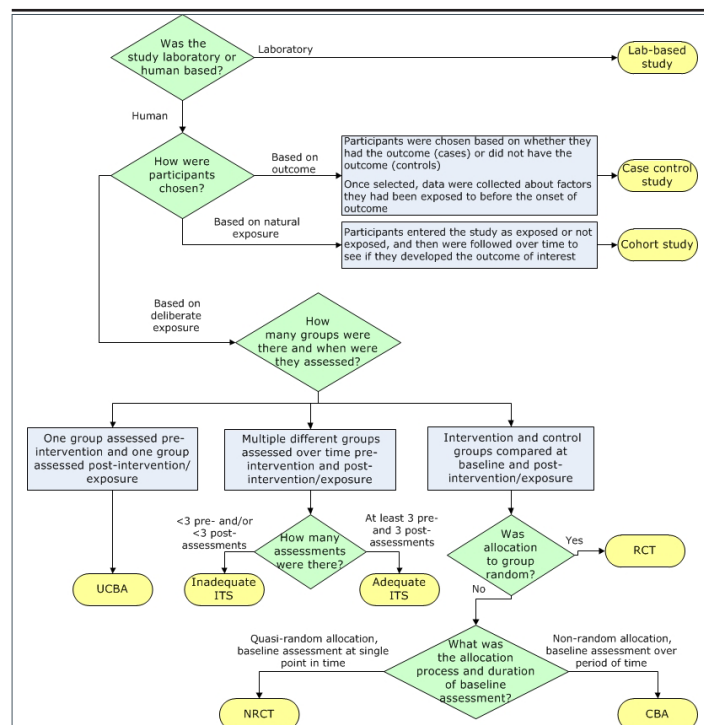 Was the
study laboratory or
human based?
Laboratory
Lab-based
study
Human
How were
participants
chosen?
Based on
outcome
Participants were chosen based on whether they
had the outcome (cases) or did not have the
outcome (controls)
Once selected, data were collected about factors
they had been exposed to before the onset of
outcome
Case control
study
Based on natural
exposure
Participants entered the study as exposed or not
exposed, and then were followed over time to
see if they developed the outcome of interest
Cohort study
Based on
deliberate
exposure
How
many groups were
there and when were
they assessed?
One group assessed pre-
intervention and one group
assessed post-intervention/
exposure
Multiple different groups
assessed over time pre-
intervention and post-
intervention/exposure
Intervention and control
groups compared at
baseline and post-
intervention/exposure
<3 pre- and/or
<3 post-
assessments
How many
assessments
were there?
At least 3 pre-
and 3 post-
assessments
Was
allocation
to group
random?
Yes
RCT
UCBA
Inadequate
ITS
Adequate
ITS
No
Quasi-random allocation,
baseline assessment at single
point in time
What was
the allocation
process and duration
of baseline
assessment?
Non-random allocation,
baseline assessment over
period of time
NRCT
CBA